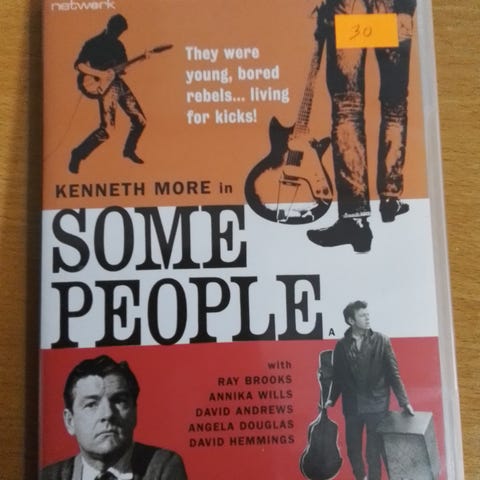 network
30
They were
young, bored
rebels... living
for kicks!
KENNETH MORE in
SOME
PEOPLE
A
with
RAY BROOKS
ANNIKA WILLS
DAVID ANDREWS
ANGELA DOUGLAS
DAVID HEMMINGS